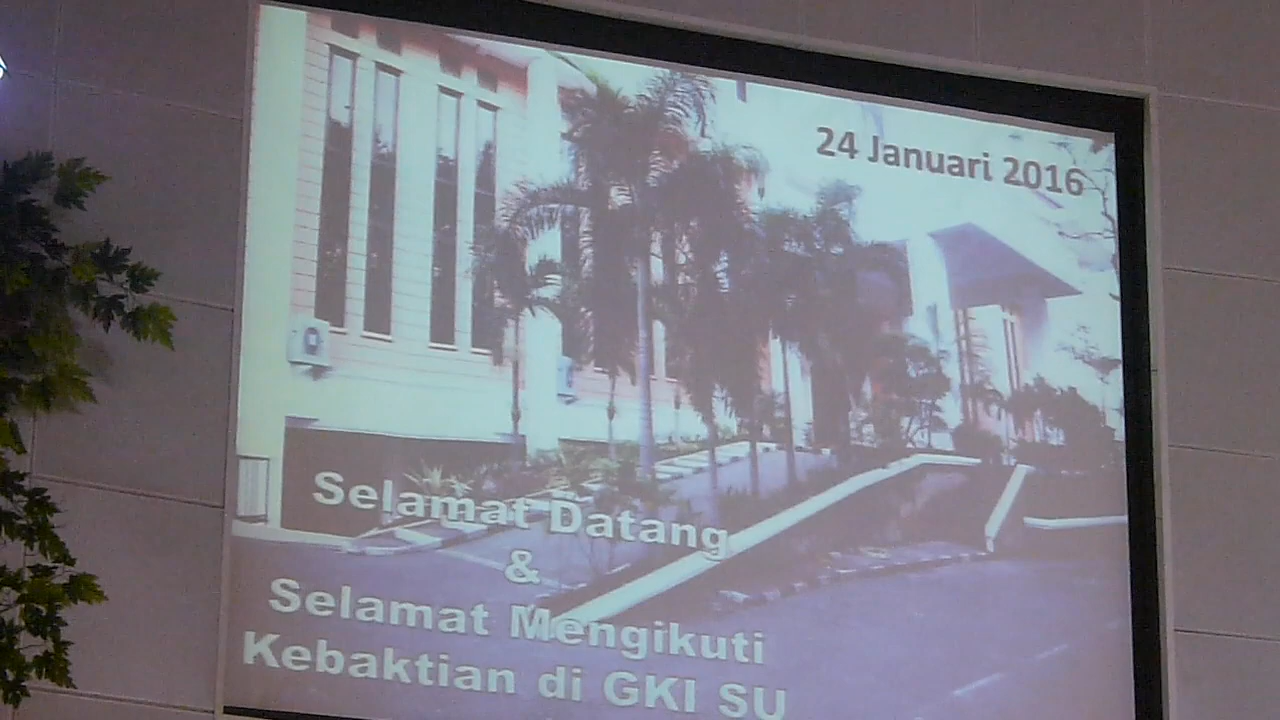 24 Januari 2016
Selamat Datang
&
Selamat Mengikuti
Kebaktian di GKI SU